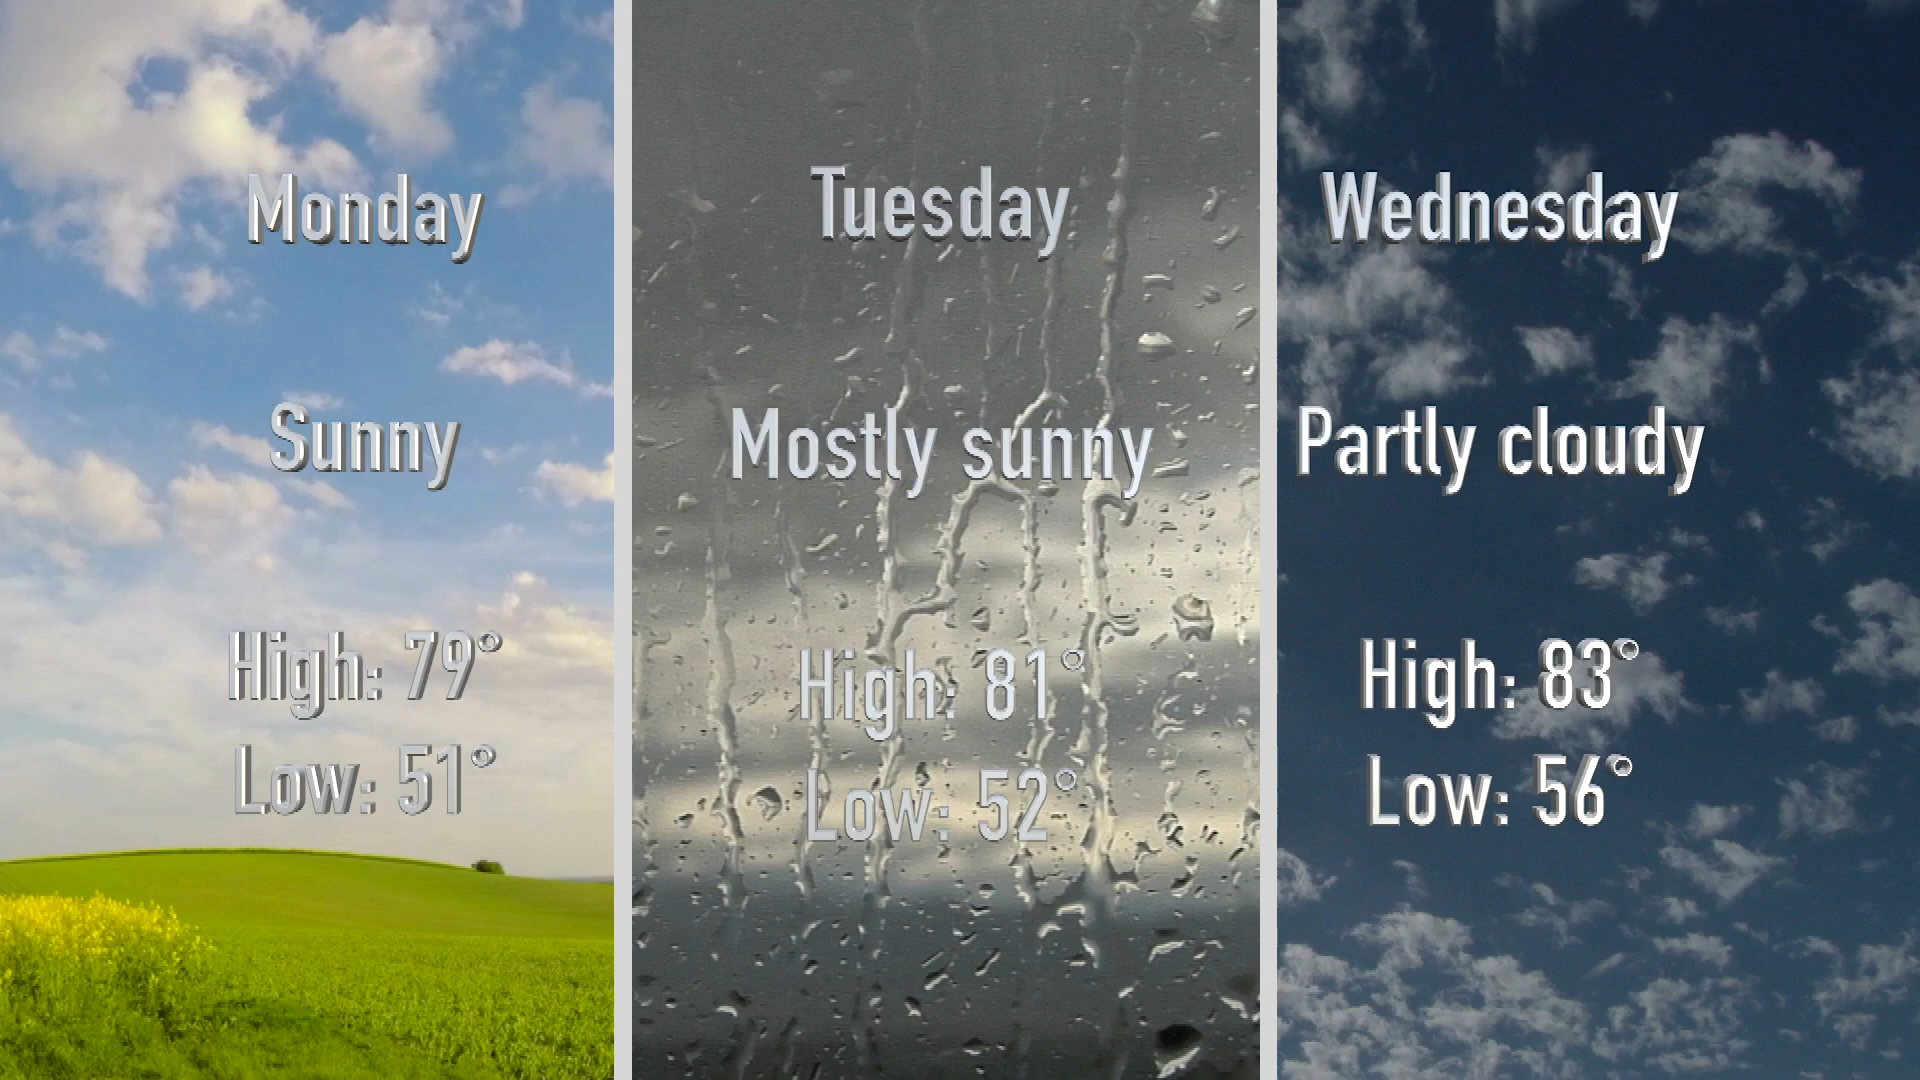 Monday
Sunny
High: 79°
Low: 51°
Tuesday
Mostly sunny
High: 81°
Low: 52°
Wednesday
Partly cloudy
High: 83°
Low: 56°